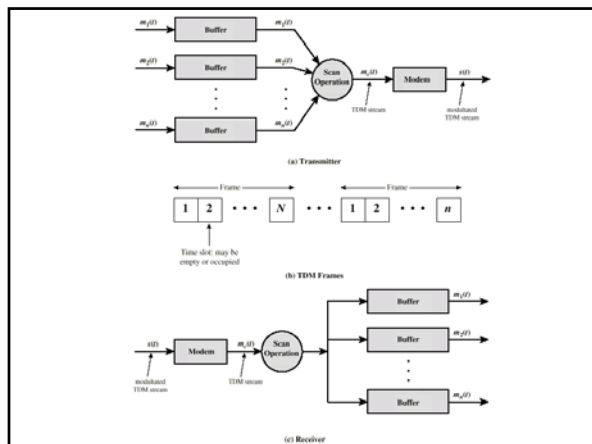 m₁(t) Buffer m₁(t)
m₂(t) Buffer m₂(t)
Scan
Operation
mc(t) Modem s(t)
TDM stream
modulated
TDM stream
mₙ(t) Buffer mₙ(t)
(a) Transmitter
Frame Frame
1 2 • • • N • • • 1 2 • • • n
Time slot: may be
empty or occupied
(b) TDM Frames
Buffer m₁(t)
s(t) Modem mc(t) Scan
Operation
Buffer m₂(t)
modulated
TDM stream
TDM stream
Buffer mₙ(t)
(c) Receiver